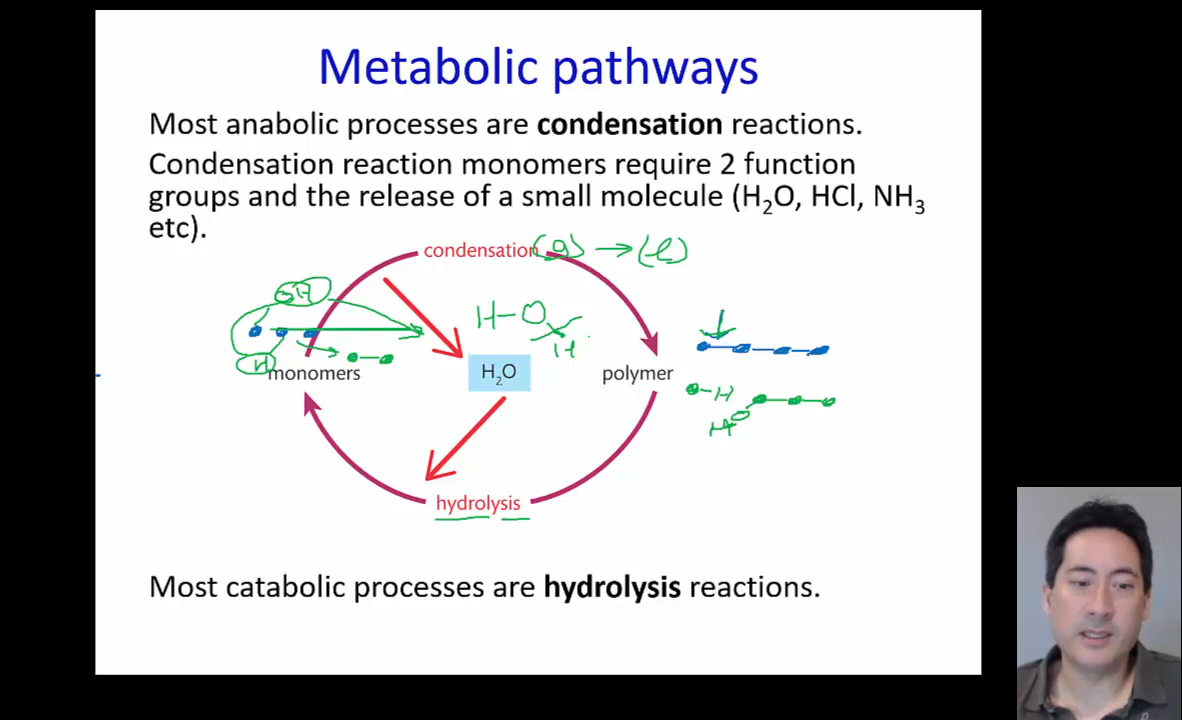 Metabolic pathways
Most anabolic processes are condensation reactions.
Condensation reaction monomers require 2 function
groups and the release of a small molecule (H₂O, HCl, NH₃
etc).
condensation (g) → (l)
OH
H-O
H
H
monomers
H₂O
polymer
-H
O
H
hydrolysis
Most catabolic processes are hydrolysis reactions.